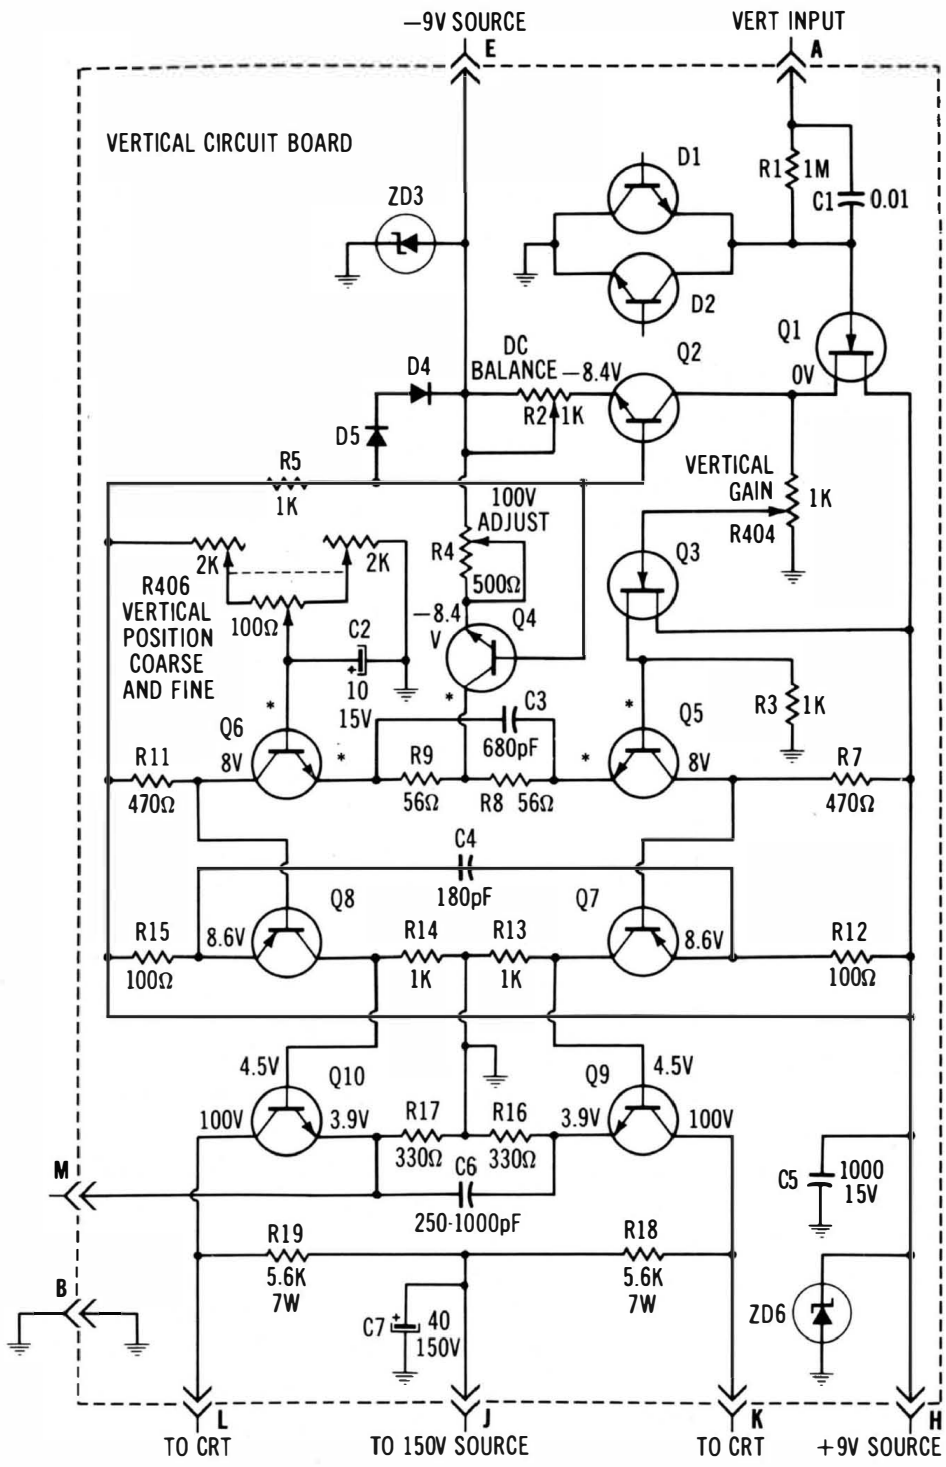 –9V SOURCE
E
VERT INPUT
A
VERTICAL CIRCUIT BOARD
D1
R1
1M
C1
0.01
ZD3
D2
Q1
DC
BALANCE
–8.4V
Q2
0V
D4
R2
1K
D5
R5
1K
VERTICAL
GAIN
R404
1K
100V
ADJUST
R4
500Ω
Q3
2K
2K
R406
VERTICAL
POSITION
COARSE
AND FINE
100Ω
C2
+
10
15V
–8.4
V
Q4
*
C3
680pF
*
Q6
8V
*
*
Q5
8V
R3
1K
R11
470Ω
R9
56Ω
R8
56Ω
*
R7
470Ω
C4
180pF
Q8
Q7
R15
100Ω
8.6V
R14
1K
R13
1K
8.6V
R12
100Ω
4.5V
Q10
Q9
4.5V
100V
3.9V
R17
330Ω
R16
330Ω
3.9V
100V
M
C6
250-1000pF
C5
1000
15V
R19
5.6K
7W
R18
5.6K
7W
B
C7
+
40
150V
ZD6
L
TO CRT
J
TO 150V SOURCE
K
TO CRT
H
+9V SOURCE